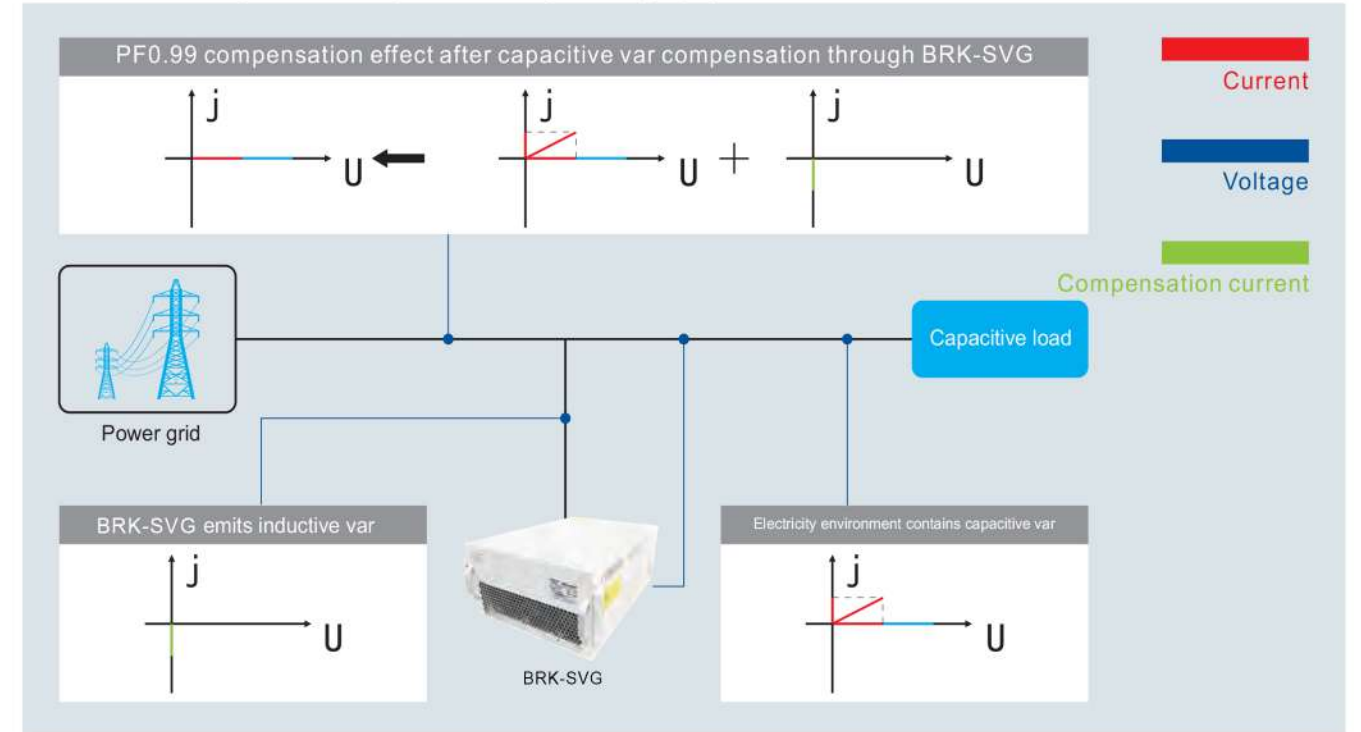 PF0.99 compensation effect after capacitive var compensation through BRK-SVG
j
U
j
U
+
j
U
Current
Voltage
Compensation current
Power grid
Capacitive load
BRK-SVG emits inductive var
j
U
BRK-SVG
Electricity environment contains capacitive var
j
U